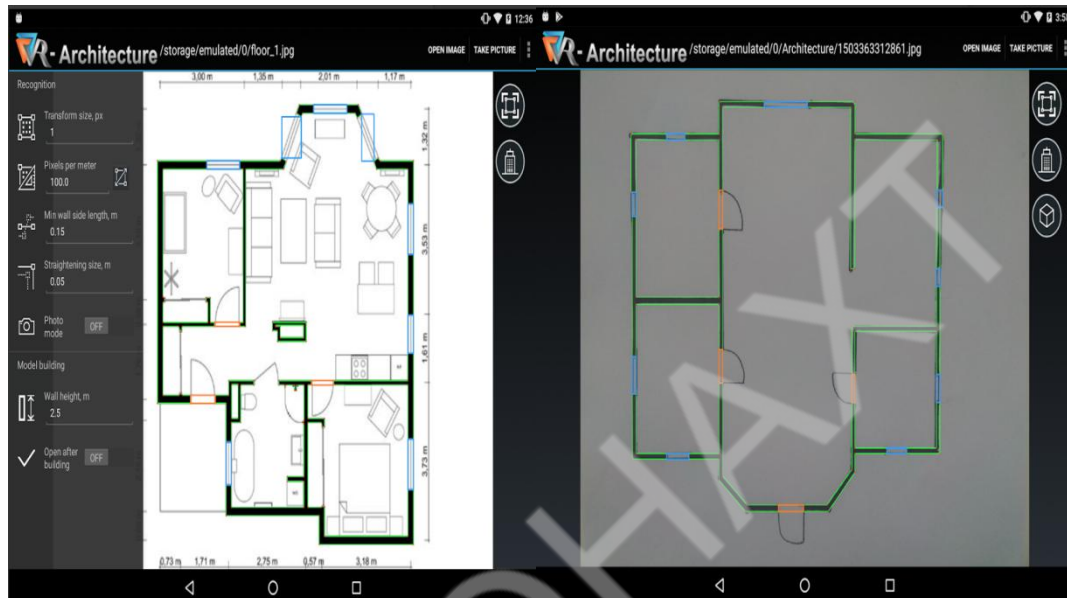 12:36
R - Architecture /storage/emulated/0/floor_1.jpg
OPEN IMAGE TAKE PICTURE
Recognition
Transform size, px
1
Pixels per meter
100.0
Min wall side length, m
0.15
Straightening size, m
0.05
Photo mode
OFF
Model building
Wall height, m
2.5
Open after building
OFF
3,00 m 1,35 m 2,01 m 1,17 m
1,32 m
3,53 m
1,61 m
3,73 m
0,73 m 1,71 m 2,75 m 0,57 m 3,18 m
3:58
R - Architecture /storage/emulated/0/Architecture/1503363312861.jpg
OPEN IMAGE TAKE PICTURE